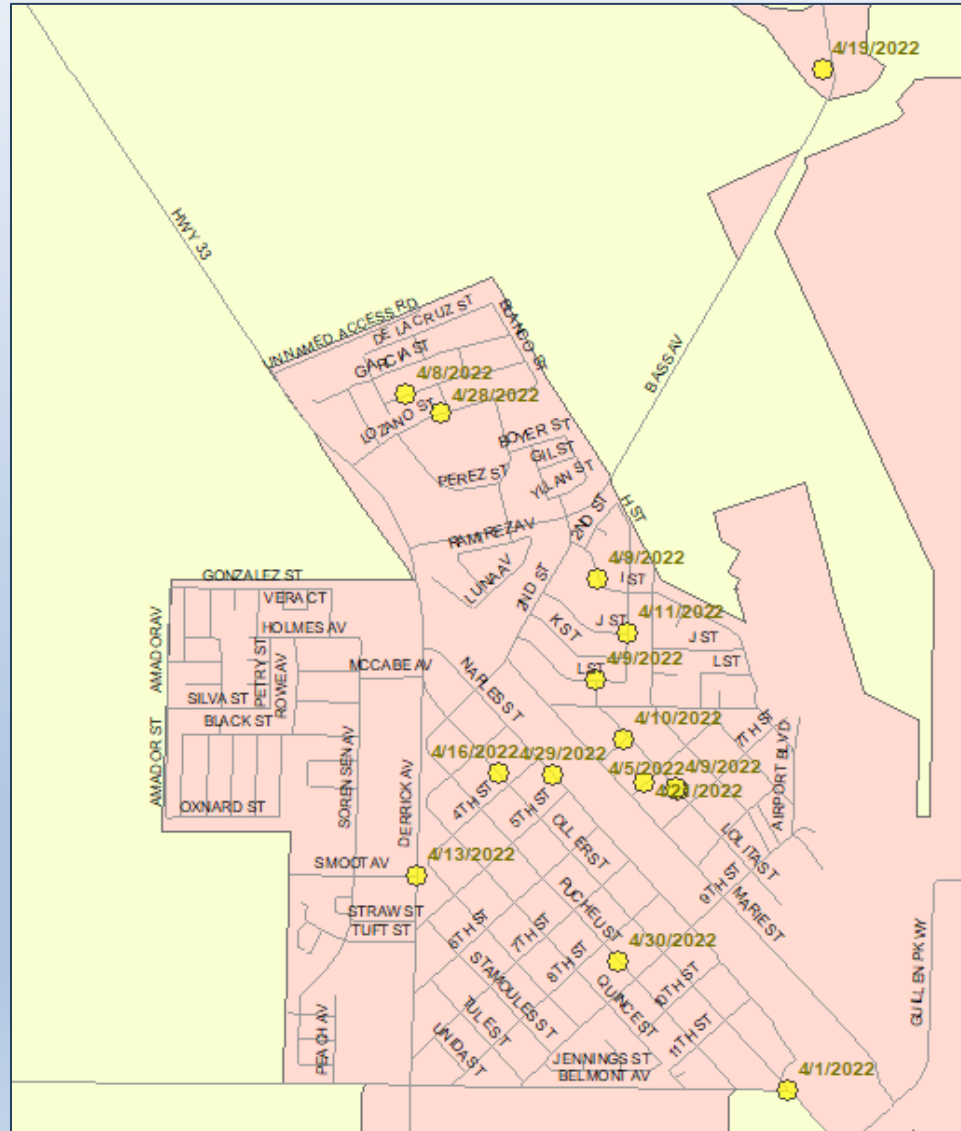 4/19/2022
HWY 33
UNNAMED ACCESS RD
DE LA CRUZ ST
BLANCO ST
GARCIA ST
BASS AV
4/8/2022
4/28/2022
LOZANO ST
BOYER ST
GIL ST
PEREZ ST
YLLAN ST
2ND ST
H ST
RAMIREZ AV
4/8/2022
GONZALEZ ST
LUNA AV
2ND ST
I ST
VERA CT
AMADOR AV
HOLMES AV
K ST
J ST
4/11/2022
J ST
PETRY ST
ROWE AV
MCCABE AV
NAPLES ST
L ST
4/9/2022
L ST
SILVA ST
BLACK ST
4/10/2022
7TH ST
AMADOR ST
SORENSEN AV
DERRICK AV
4/16/2022
4/29/2022
4/5/2022
4/9/2022
AIRPORT BLVD
OXNARD ST
4TH ST
5TH ST
OLLER ST
LOLITA ST
SMOOT AV
4/13/2022
9TH ST
MARIE ST
STRAW ST
TUFT ST
PUCHEU ST
6TH ST
7TH ST
8TH ST
4/30/2022
GUILLEN PKWY
STAMOULES ST
QUINCE ST
10TH ST
PEACH AV
TULE ST
UNIDA ST
11TH ST
JENNINGS ST
BELMONT AV
4/1/2022